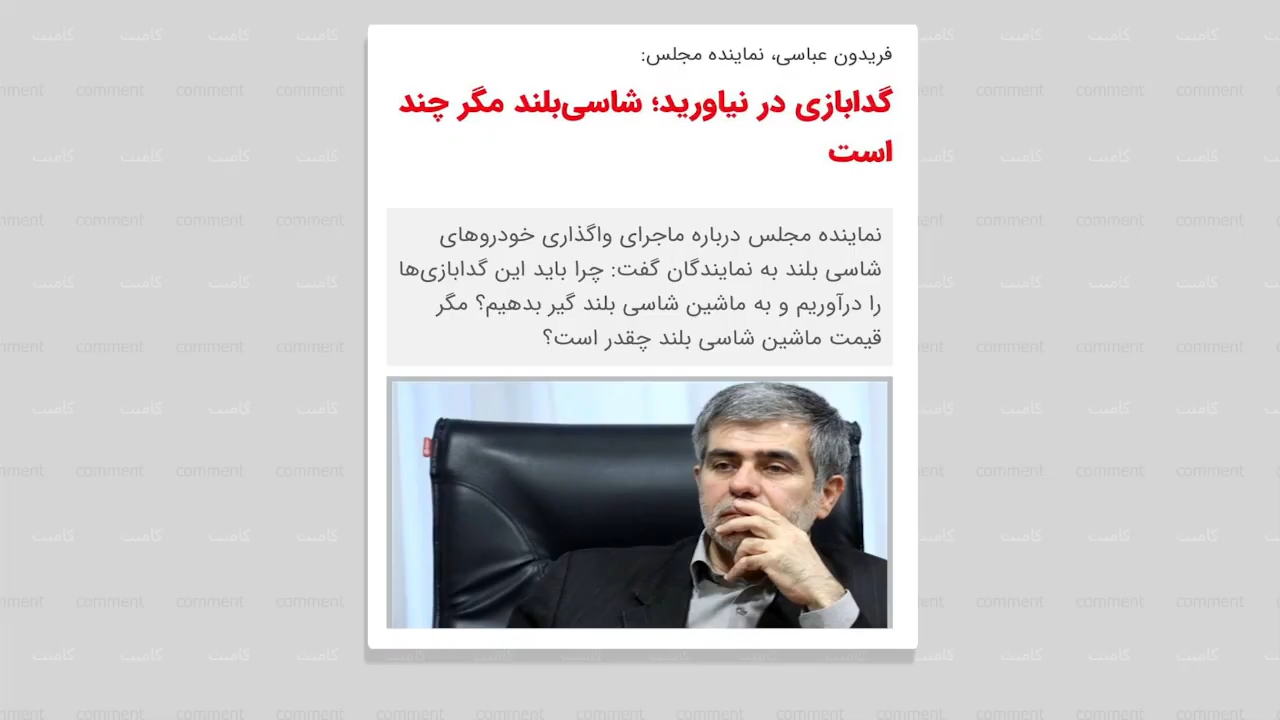 فریدون عباسی، نماینده مجلس:
گدابازی در نیاورید؛ شاسی‌بلند مگر چند
است
نماینده مجلس درباره ماجرای واگذاری خودروهای
شاسی بلند به نمایندگان گفت: چرا باید این گدابازی‌ها
را درآوریم و به ماشین شاسی بلند گیر بدهیم؟ مگر
قیمت ماشین شاسی بلند چقدر است؟